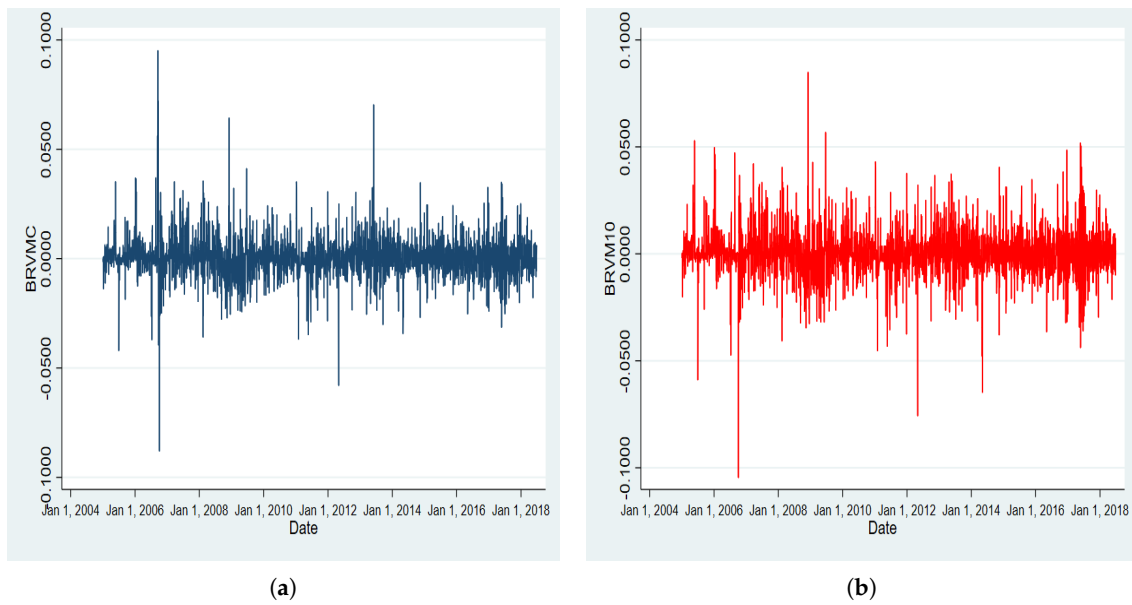 0.1000
0.0500
0.0000
-0.0500
-0.1000
BRVMC
Jan 1, 2004 Jan 1, 2006 Jan 1, 2008 Jan 1, 2010 Jan 1, 2012 Jan 1, 2014 Jan 1, 2016 Jan 1, 2018
Date
(a)
0.1000
0.0500
0.0000
-0.0500
-0.1000
BRVM10
Jan 1, 2004 Jan 1, 2006 Jan 1, 2008 Jan 1, 2010 Jan 1, 2012 Jan 1, 2014 Jan 1, 2016 Jan 1, 2018
Date
(b)